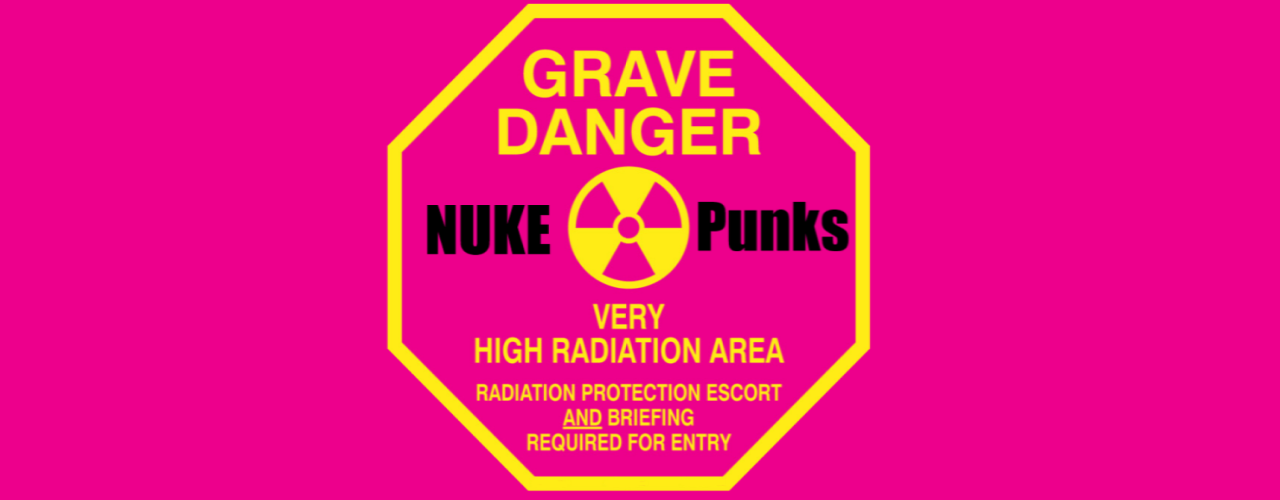 GRAVE
DANGER
NUKE Punks
VERY
HIGH RADIATION AREA
RADIATION PROTECTION ESCORT
AND BRIEFING
REQUIRED FOR ENTRY